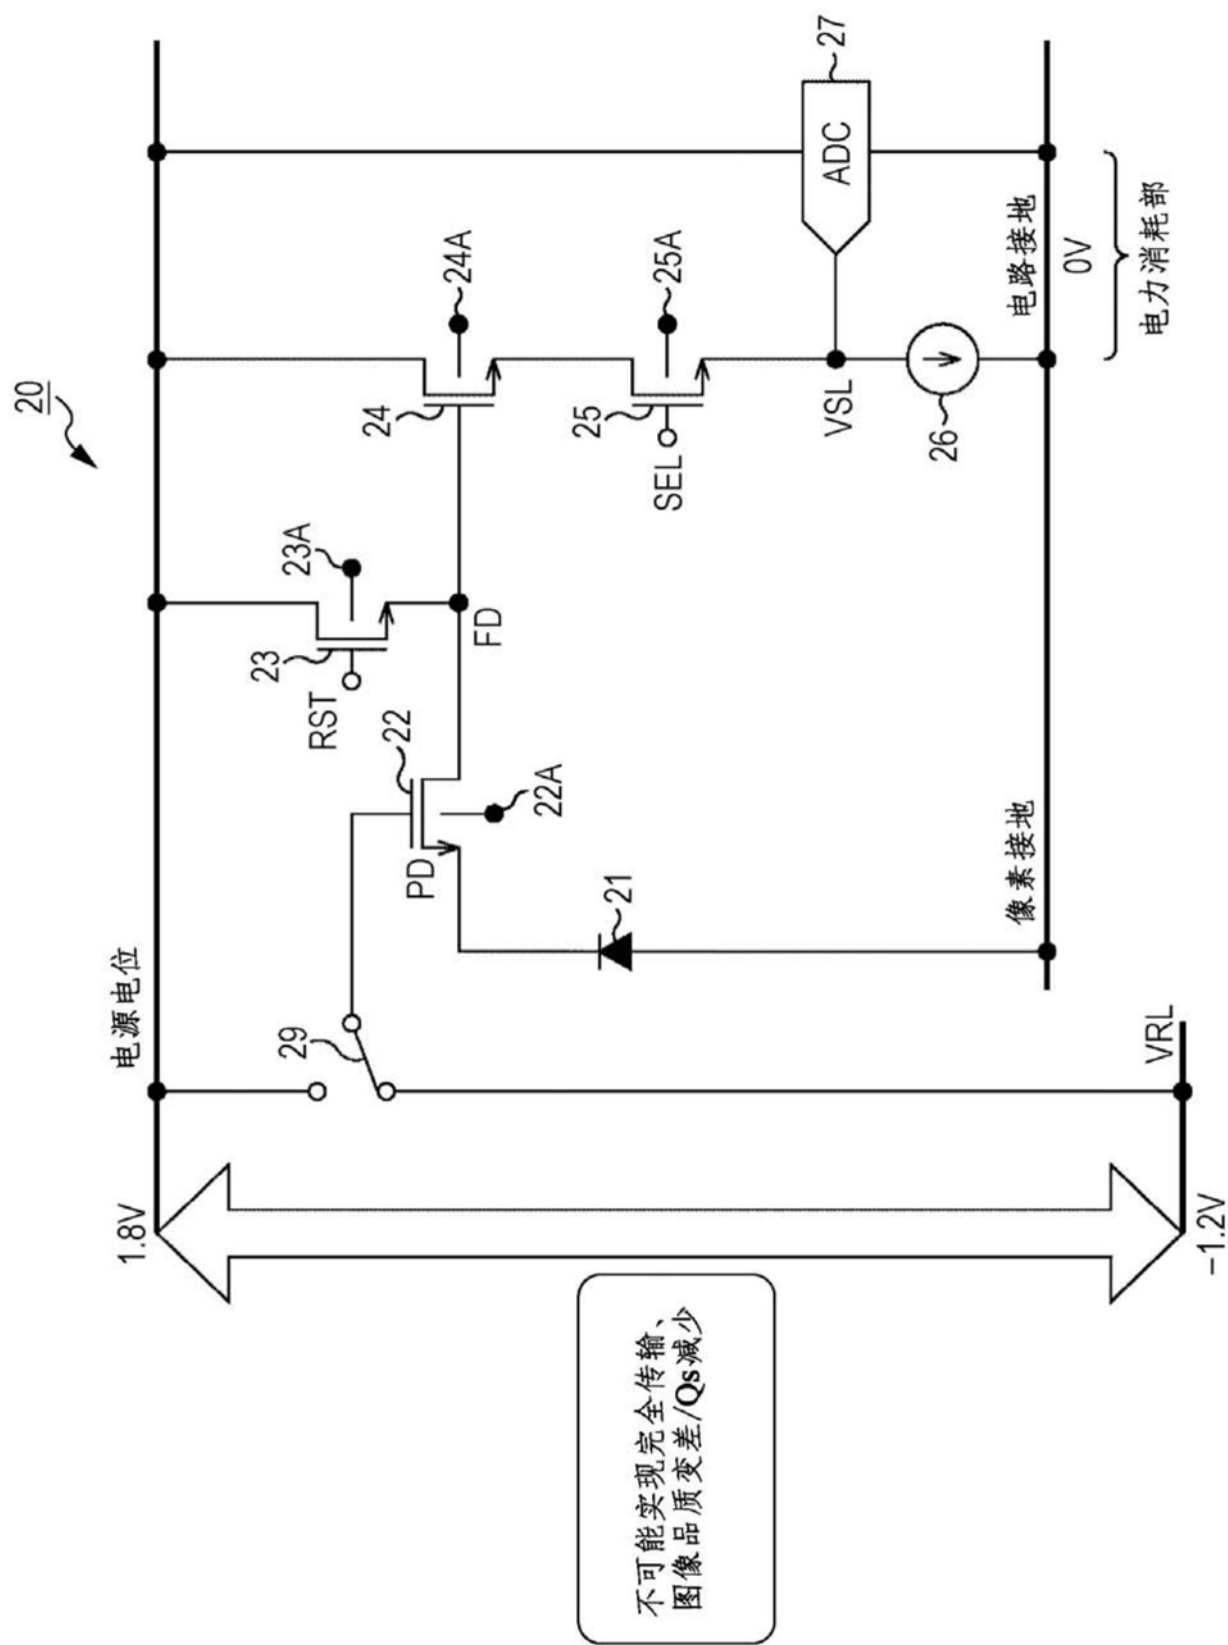 20
1.8V
电源电位
29
PD
22
22A
RST
23
23A
FD
24
24A
SEL
25
25A
VSL
26
ADC
27
21
像素接地
电路接地
0V
电力消耗部
VRL
−1.2V
不可能实现完全传输、
图像品质变差/Qs减少